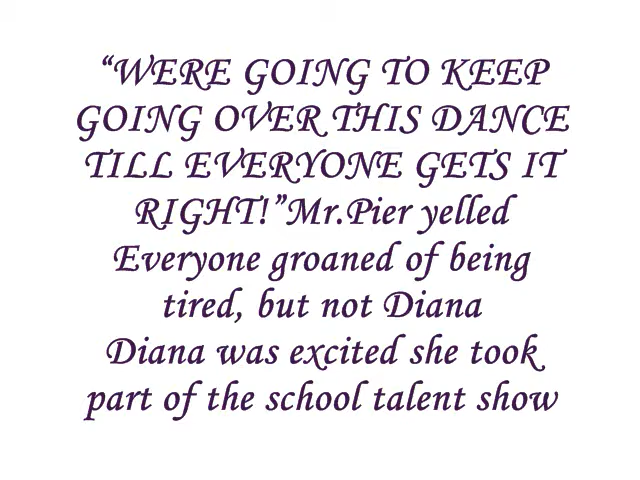 “WERE GOING TO KEEP
GOING OVER THIS DANCE
TILL EVERYONE GETS IT
RIGHT!”Mr.Pier yelled
Everyone groaned of being
tired, but not Diana
Diana was excited she took
part of the school talent show